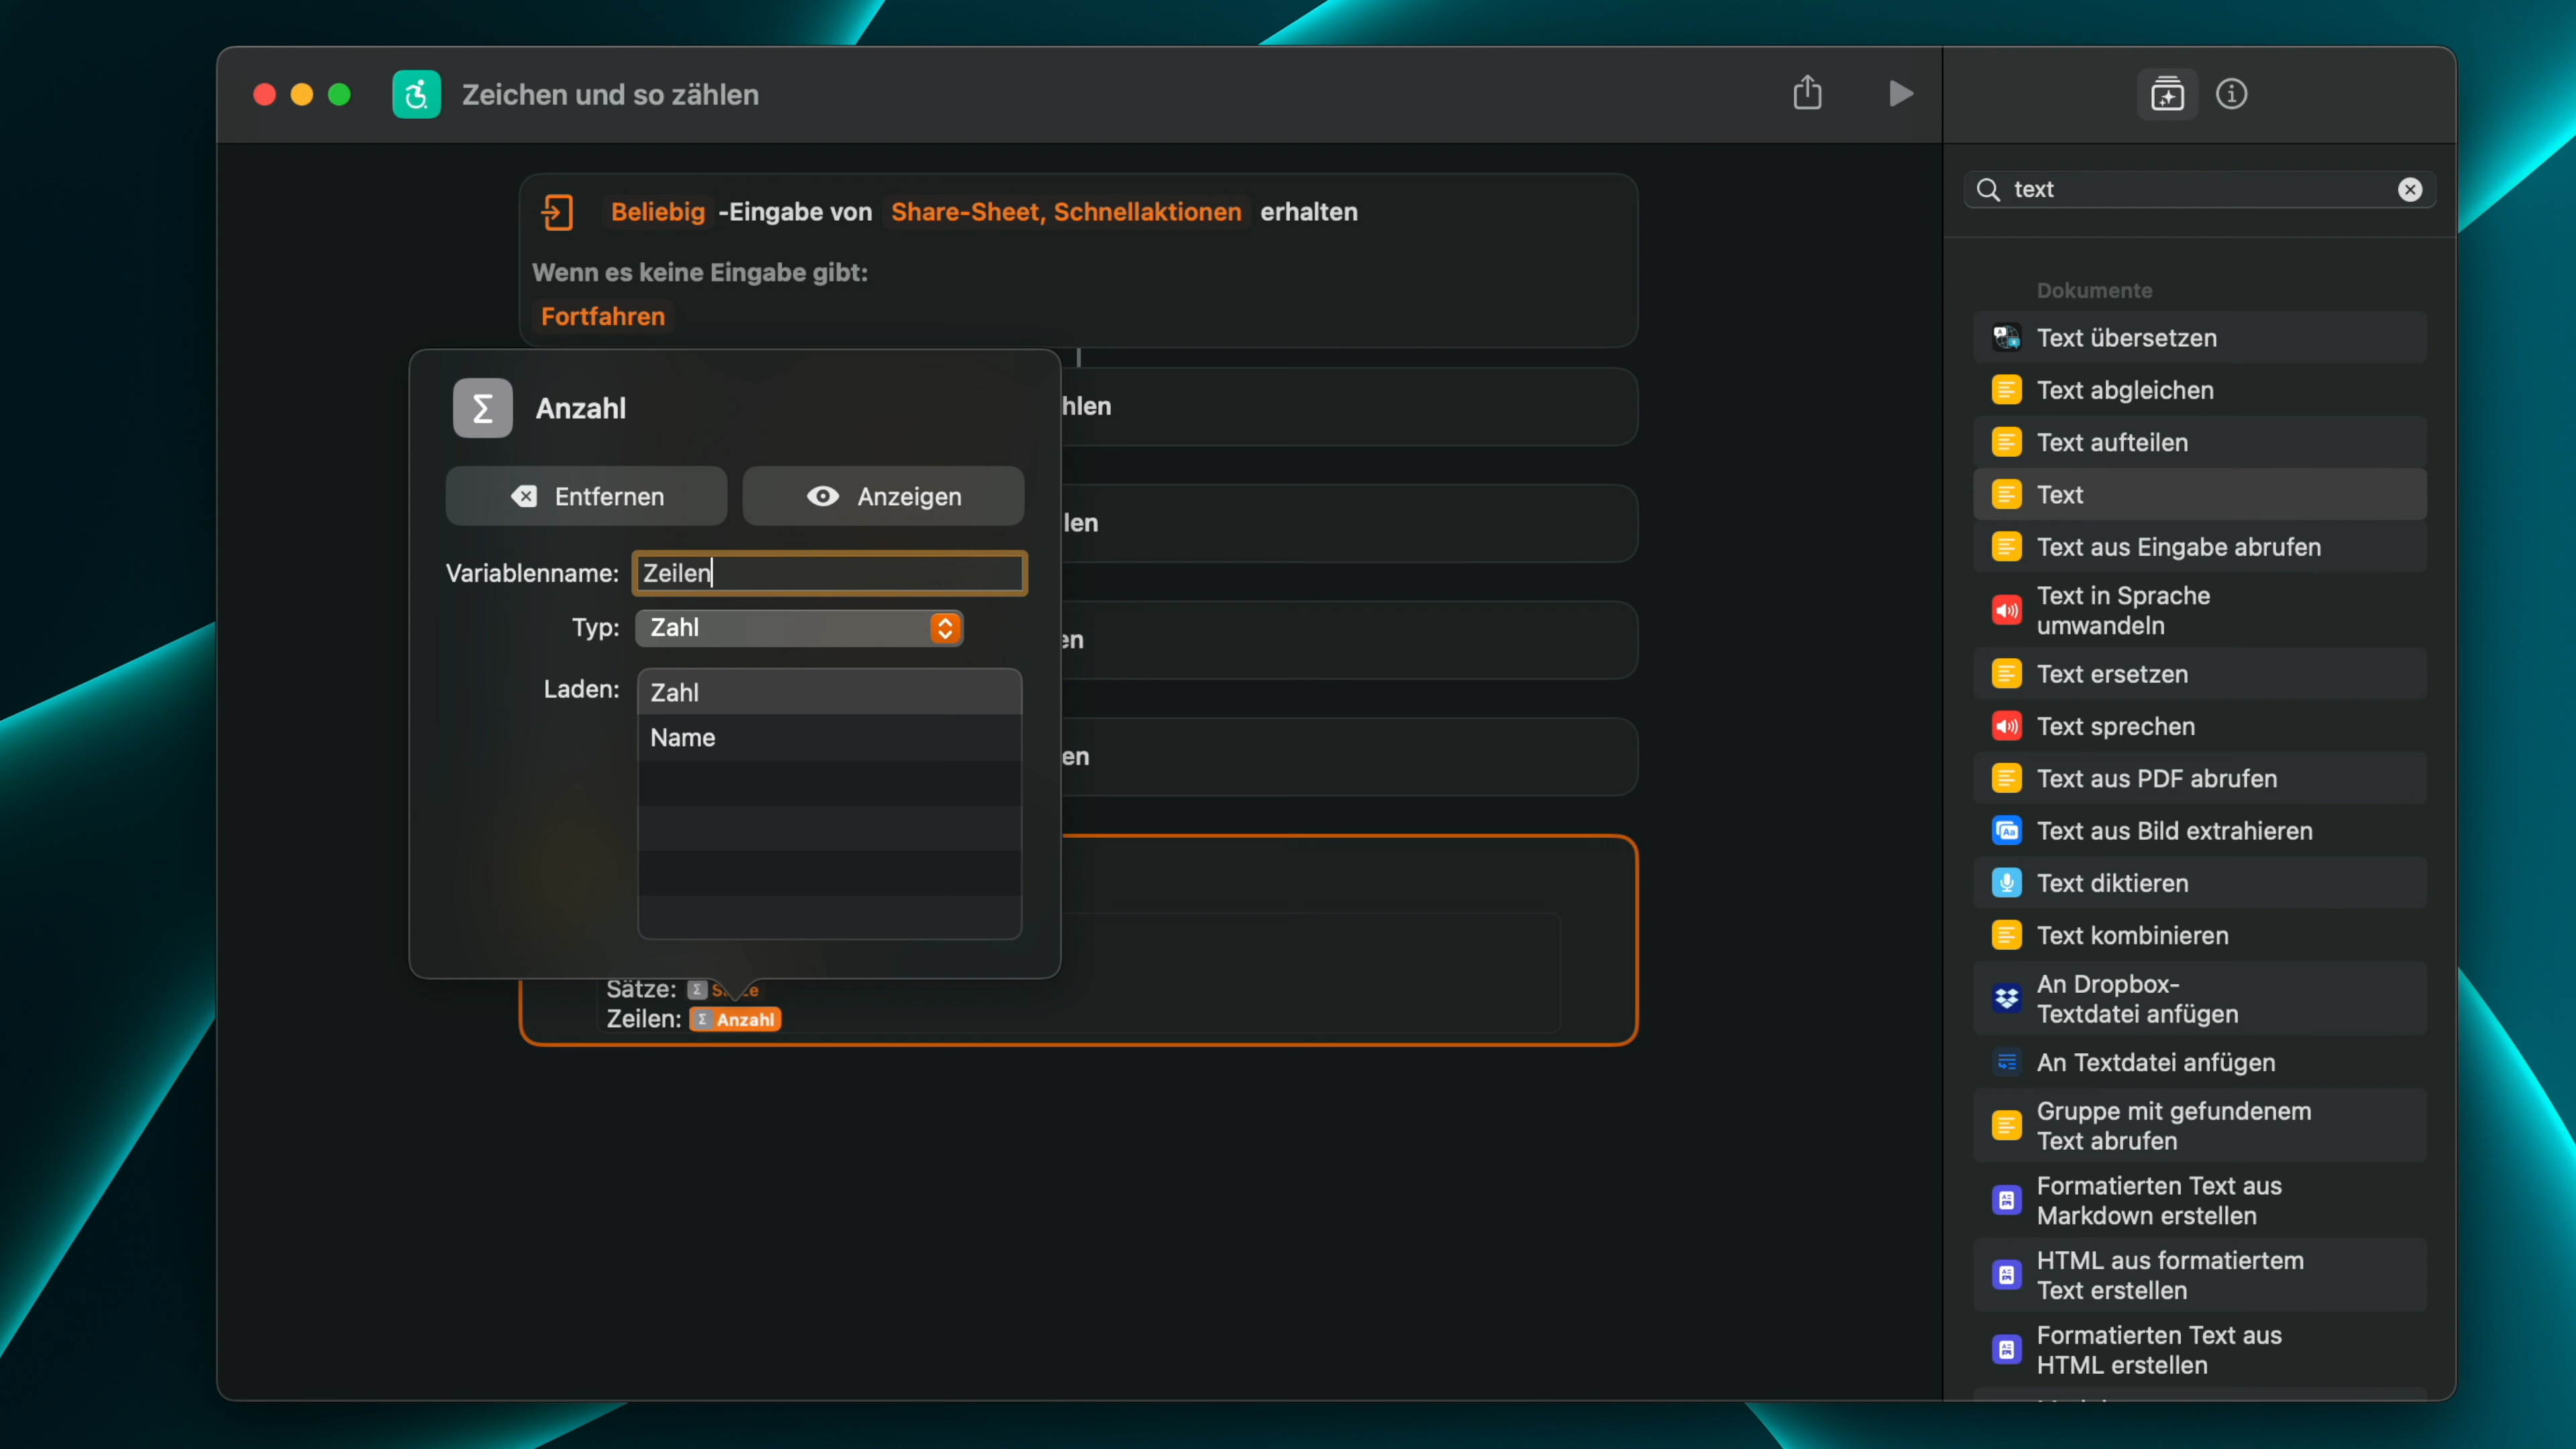 Zeichen und so zählen
Beliebig -Eingabe von Share-Sheet, Schnellaktionen erhalten
Wenn es keine Eingabe gibt:
Fortfahren
Anzahl
Entfernen
Anzeigen
Variablenname: Zeilen
Typ: Zahl
Laden: Zahl
Name
hlen
len
en
en
Sätze:
Zeilen: Σ Anzahl
text
Dokumente
Text übersetzen
Text abgleichen
Text aufteilen
Text
Text aus Eingabe abrufen
Text in Sprache
umwandeln
Text ersetzen
Text sprechen
Text aus PDF abrufen
Text aus Bild extrahieren
Text diktieren
Text kombinieren
An Dropbox-
Textdatei anfügen
An Textdatei anfügen
Gruppe mit gefundenem
Text abrufen
Formatierten Text aus
Markdown erstellen
HTML aus formatiertem
Text erstellen
Formatierten Text aus
HTML erstellen